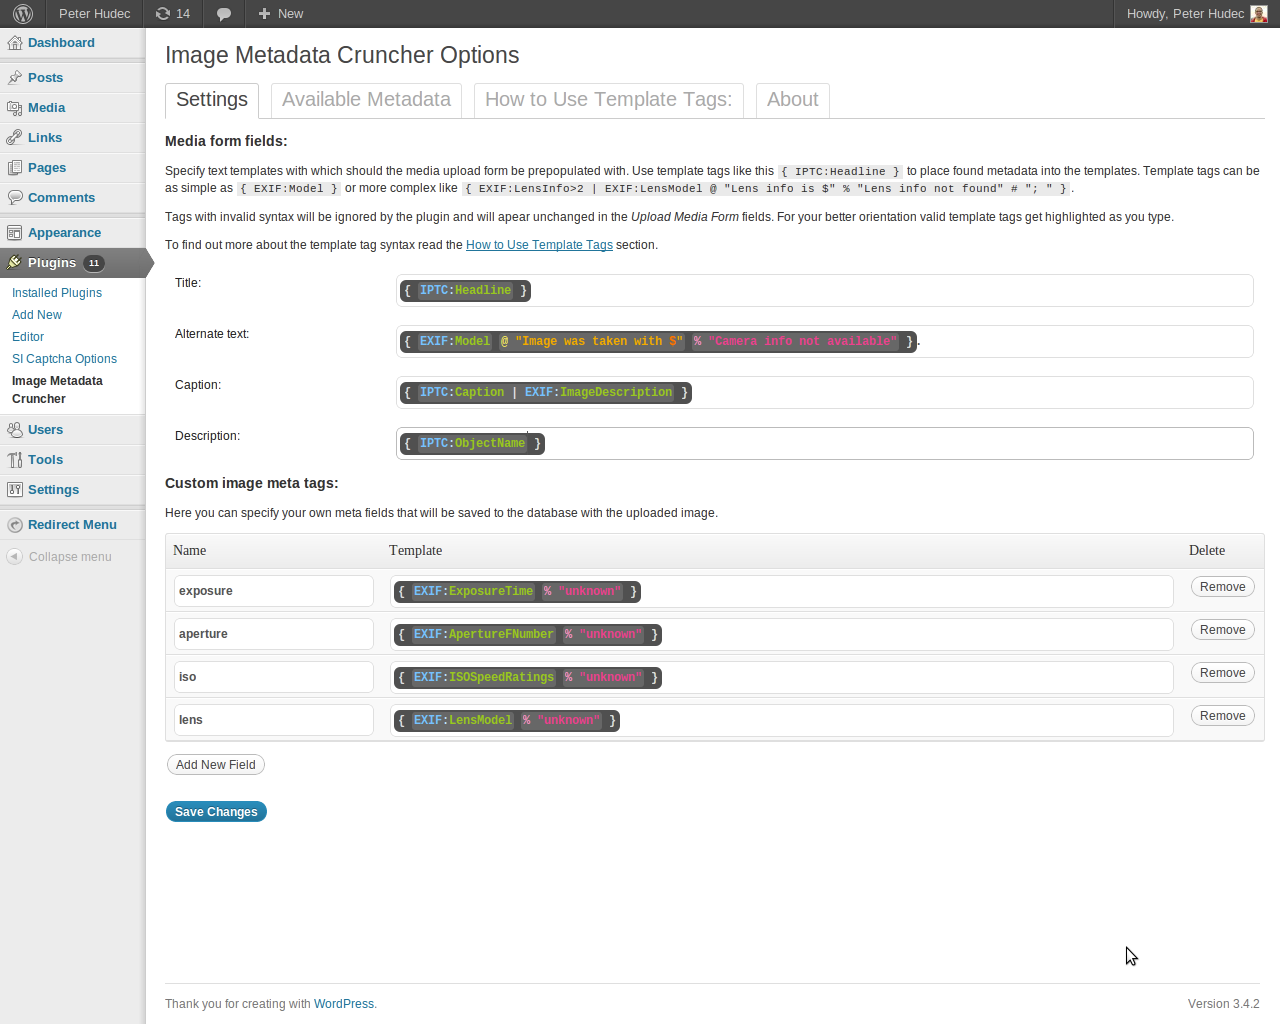 Peter Hudec 14 New Howdy, Peter Hudec
Dashboard
Posts
Media
Links
Pages
Comments
Appearance
Plugins 11
Installed Plugins
Add New
Editor
SI Captcha Options
Image Metadata
Cruncher
Users
Tools
Settings
Redirect Menu
Collapse menu
Image Metadata Cruncher Options
Settings Available Metadata How to Use Template Tags: About
Media form fields:
Specify text templates with which should the media upload form be prepopulated with. Use template tags like this { IPTC:Headline } to place found metadata into the templates. Template tags can be
as simple as { EXIF:Model } or more complex like { EXIF:LensInfo>2 | EXIF:LensModel @ "Lens info is $" % "Lens info not found" # "; " } .
Tags with invalid syntax will be ignored by the plugin and will apear unchanged in the Upload Media Form fields. For your better orientation valid template tags get highlighted as you type.
To find out more about the template tag syntax read the How to Use Template Tags section.
Title: { IPTC:Headline }
Alternate text: { EXIF:Model @ "Image was taken with $" % "Camera info not available" }.
Caption: { IPTC:Caption | EXIF:ImageDescription }
Description: { IPTC:ObjectName }
Custom image meta tags:
Here you can specify your own meta fields that will be saved to the database with the uploaded image.
Name Template Delete
exposure { EXIF:ExposureTime % "unknown" } Remove
aperture { EXIF:ApertureFNumber % "unknown" } Remove
iso { EXIF:ISOSpeedRatings % "unknown" } Remove
lens { EXIF:LensModel % "unknown" } Remove
Add New Field
Save Changes
Thank you for creating with WordPress. Version 3.4.2